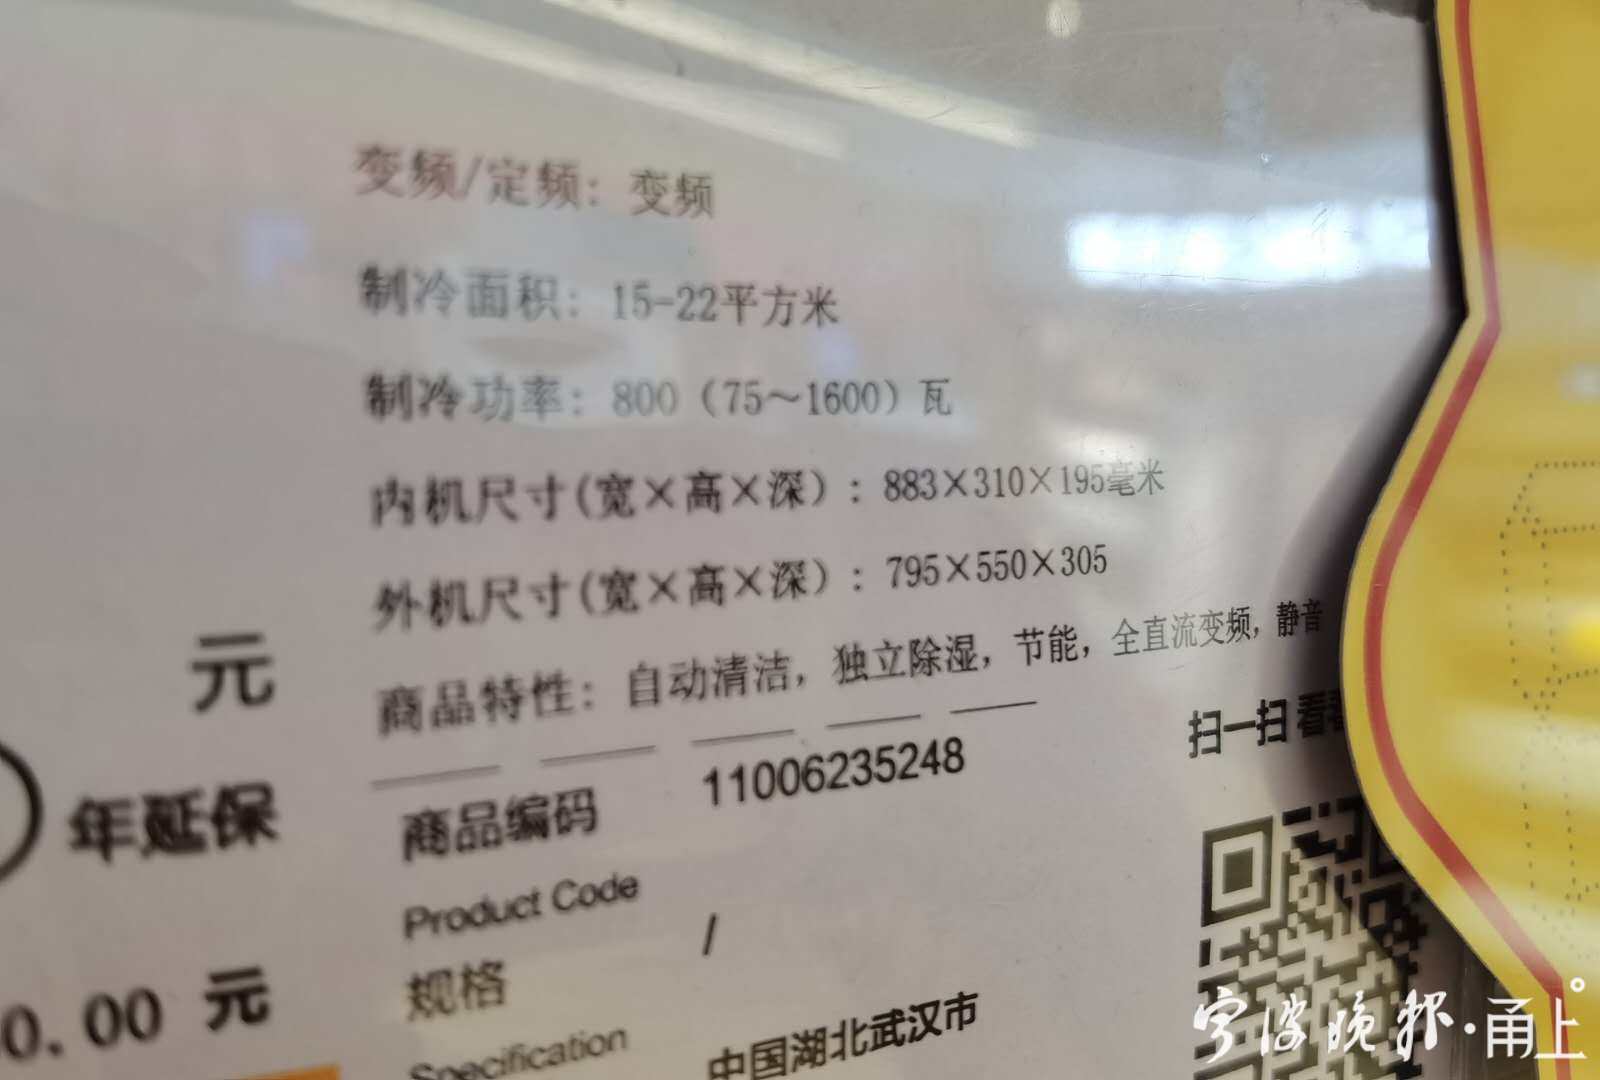 变频/定频：变频
制冷面积：15-22平方米
制冷功率：800（75～1600）瓦
内机尺寸(宽×高×深）：883×310×195毫米
外机尺寸(宽×高×深）：795×550×305
商品特性：自动清洁，独立除湿，节能，全直流变频，静音
元
扫一扫 看
年延保
商品编码 11006235248
Product Code
规格 /
0.00 元
Specification
中国湖北武汉市
宁波晚报·甬上